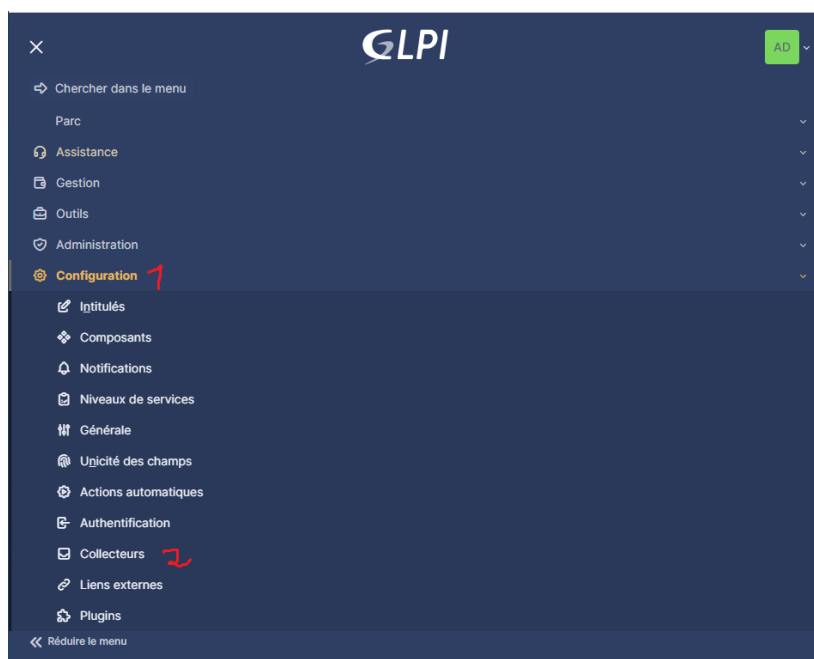 GLPI
AD
Chercher dans le menu
Parc
Assistance
Gestion
Outils
Administration
Configuration 1
Intitulés
Composants
Notifications
Niveaux de services
Générale
Unicité des champs
Actions automatiques
Authentification
Collecteurs 2
Liens externes
Plugins
Réduire le menu